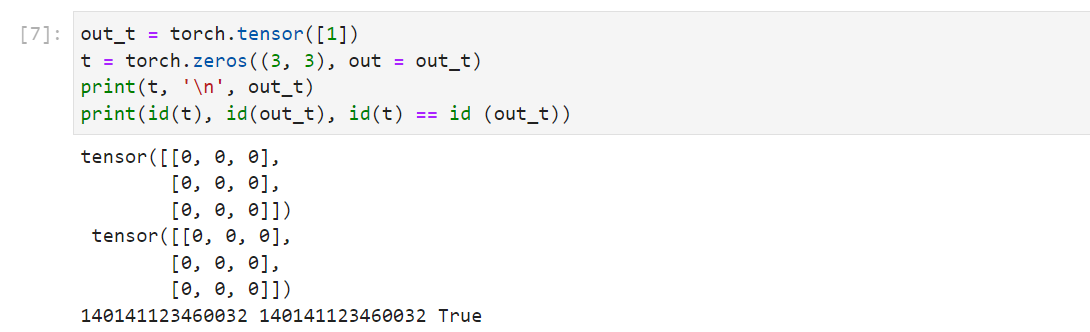 [7]: out_t = torch.tensor([1])
t = torch.zeros((3, 3), out = out_t)
print(t, '\n', out_t)
print(id(t), id(out_t), id(t) == id (out_t))
tensor([[0, 0, 0],
        [0, 0, 0],
        [0, 0, 0]])
 tensor([[0, 0, 0],
        [0, 0, 0],
        [0, 0, 0]])
140141123460032 140141123460032 True